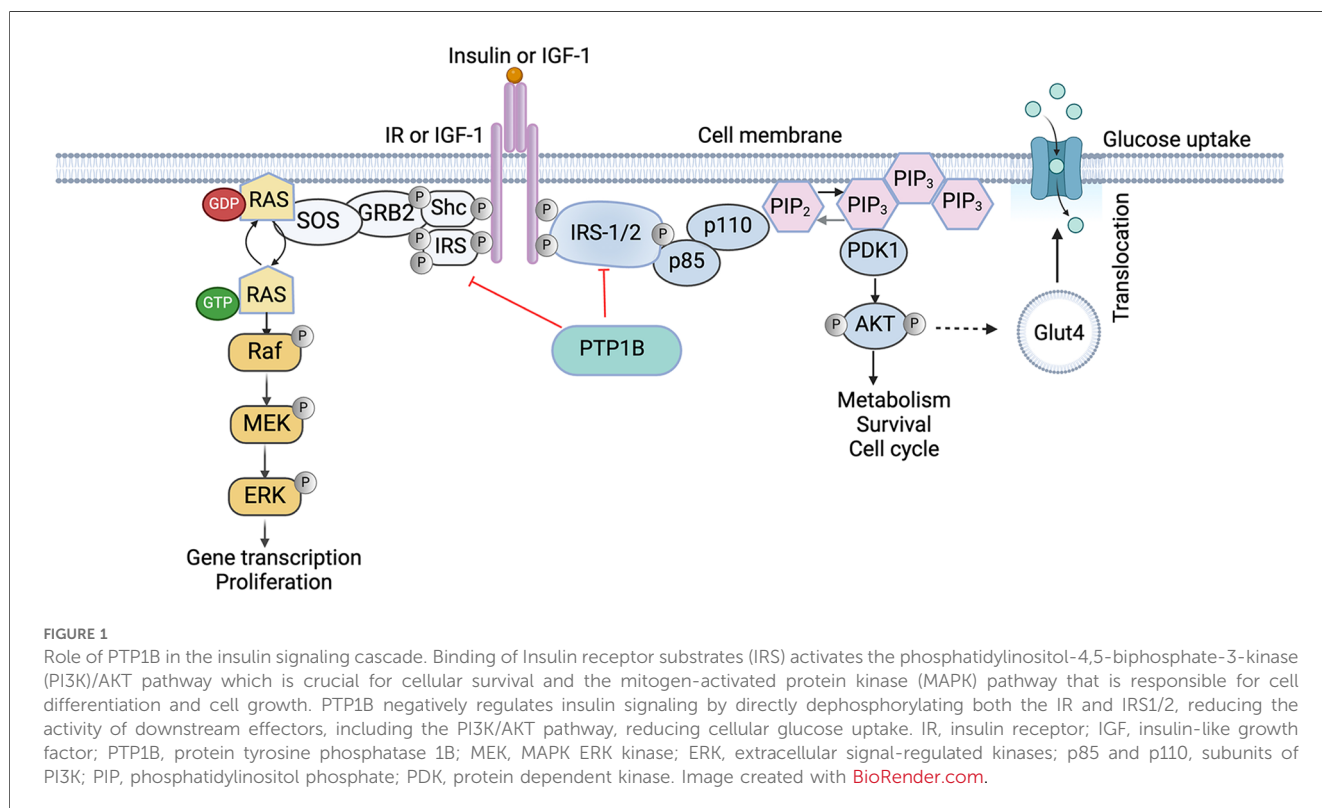 Insulin or IGF-1
IR or IGF-1
Cell membrane
Glucose uptake
GDP
RAS
SOS
GRB2
P
Shc
P
IRS
P
P
P
P
P
IRS-1/2
P
p85
p110
PIP2
PIP3
PIP3
PIP3
PDK1
P
AKT
P
Glut4
Translocation
GTP
RAS
Raf
P
MEK
P
ERK
P
Gene transcription
Proliferation
PTP1B
Metabolism
Survival
Cell cycle
FIGURE 1
Role of PTP1B in the insulin signaling cascade. Binding of Insulin receptor substrates (IRS) activates the phosphatidylinositol-4,5-biphosphate-3-kinase
(PI3K)/AKT pathway which is crucial for cellular survival and the mitogen-activated protein kinase (MAPK) pathway that is responsible for cell
differentiation and cell growth. PTP1B negatively regulates insulin signaling by directly dephosphorylating both the IR and IRS1/2, reducing the
activity of downstream effectors, including the PI3K/AKT pathway, reducing cellular glucose uptake. IR, insulin receptor; IGF, insulin-like growth
factor; PTP1B, protein tyrosine phosphatase 1B; MEK, MAPK ERK kinase; ERK, extracellular signal-regulated kinases; p85 and p110, subunits of
PI3K; PIP, phosphatidylinositol phosphate; PDK, protein dependent kinase. Image created with BioRender.com.